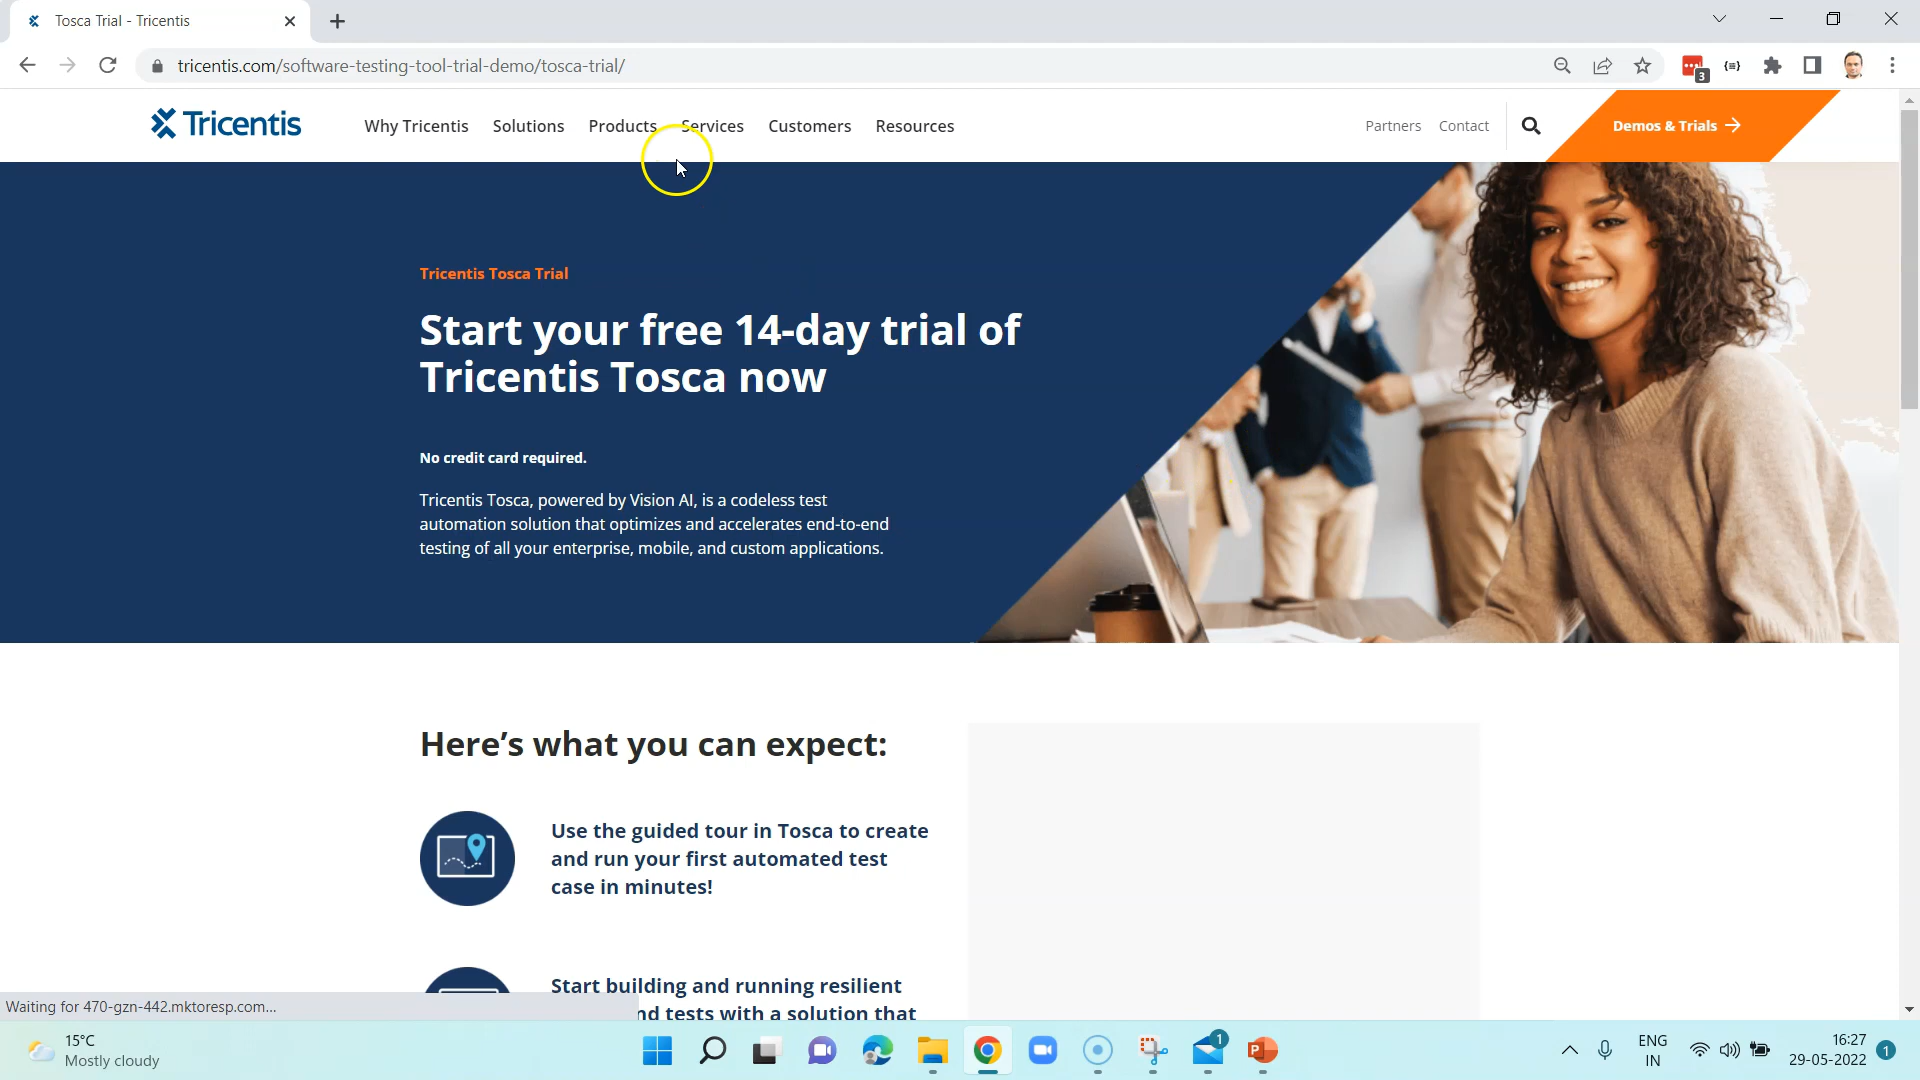 Tosca Trial - Tricentis
tricentis.com/software-testing-tool-trial-demo/tosca-trial/
3
Tricentis
Why Tricentis Solutions Products Services Customers Resources
Partners Contact
Demos & Trials
Tricentis Tosca Trial
Start your free 14-day trial of
Tricentis Tosca now
No credit card required.
Tricentis Tosca, powered by Vision AI, is a codeless test
automation solution that optimizes and accelerates end-to-end
testing of all your enterprise, mobile, and custom applications.
Here’s what you can expect:
Use the guided tour in Tosca to create
and run your first automated test
case in minutes!
Start building and running resilient
nd tests with a solution that
Waiting for 470-gzn-442.mktoresp.com...
15°C
Mostly cloudy
1
ENG
IN
16:27
29-05-2022
1